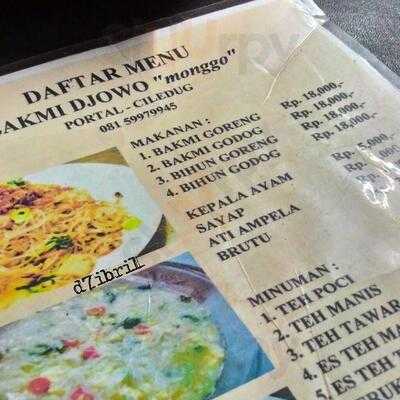 DAFTAR MENU
BAKMI DJOWO "monggo"
PORTAL - CILEDUG
081 59979945
MAKANAN :
1. BAKMI GORENG Rp. 18,000,-
2. BAKMI GODOG Rp. 18,000,-
3. BIHUN GORENG Rp. 18,000,-
4. BIHUN GODOG Rp. 18,000,-
KEPALA AYAM Rp.
SAYAP
ATI AMPELA
BRUTU
d7ibril
MINUMAN :
1. TEH POCI
2. TEH MANIS
3. TEH TAWAR
4. ES TEH
5. ES TEH